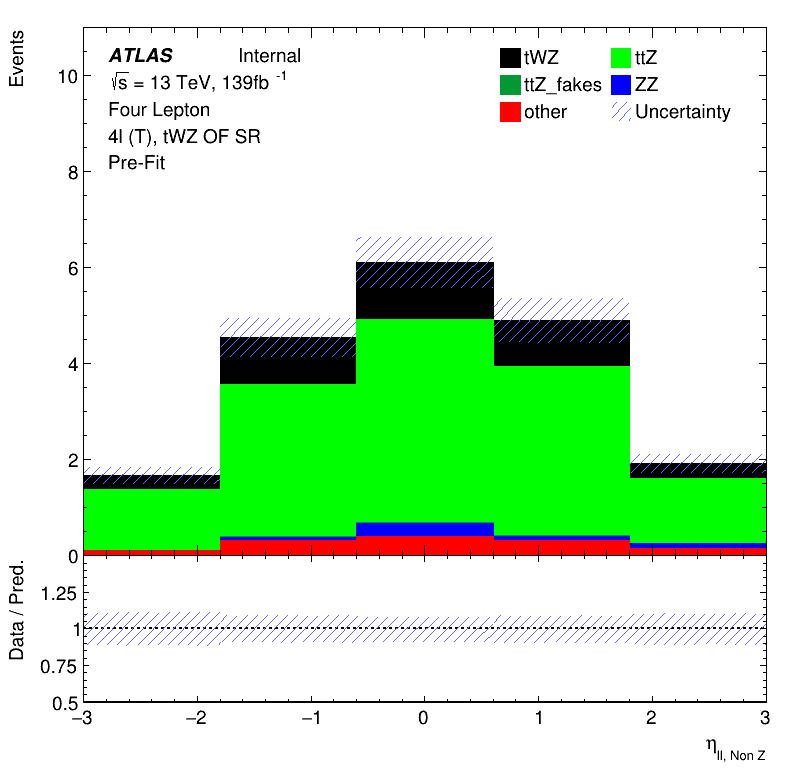 Events
ATLAS Internal
√s = 13 TeV, 139fb -1
Four Lepton
4l (T), tWZ OF SR
Pre-Fit
tWZ ttZ
ttZ_fakes ZZ
other Uncertainty
10
8
6
4
2
0
Data / Pred.
1.25
1
0.75
0.5
−3 −2 −1 0 1 2 3
η ll, Non Z